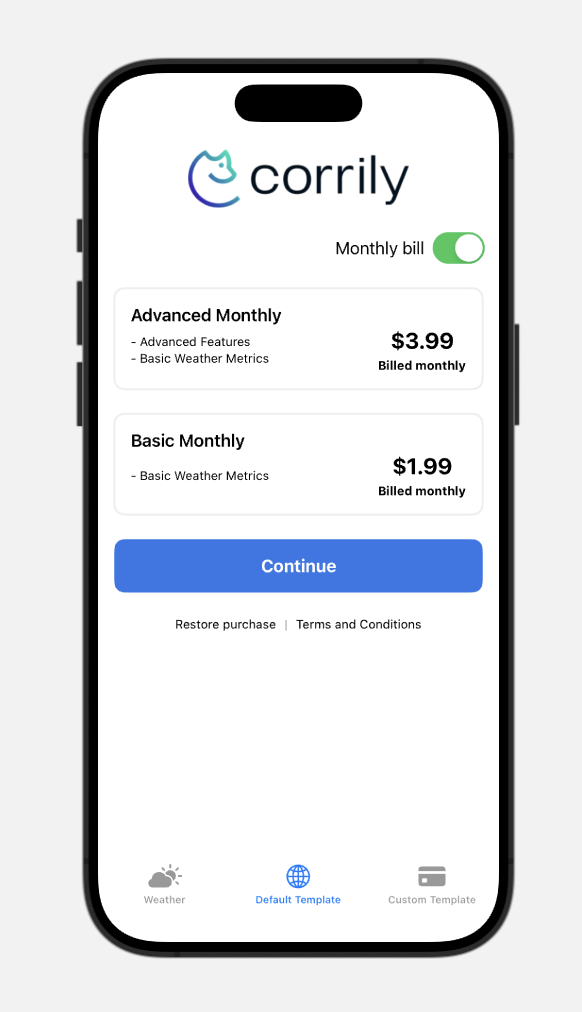 corrily
Monthly bill
Advanced Monthly
- Advanced Features
- Basic Weather Metrics
$3.99
Billed monthly
Basic Monthly
- Basic Weather Metrics
$1.99
Billed monthly
Continue
Restore purchase | Terms and Conditions
Weather Default Template Custom Template